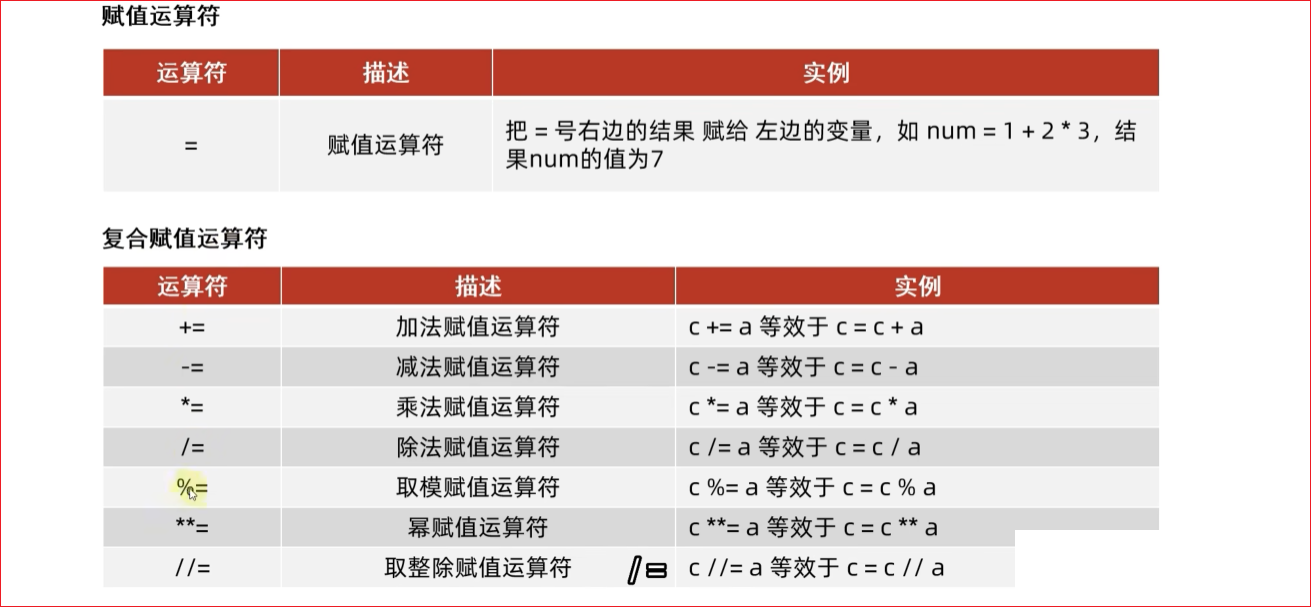 赋值运算符
运算符 描述 实例
= 赋值运算符 把 = 号右边的结果 赋给 左边的变量，如 num = 1 + 2 * 3，结
果num的值为7
复合赋值运算符
运算符 描述 实例
+= 加法赋值运算符 c += a 等效于 c = c + a
-= 减法赋值运算符 c -= a 等效于 c = c - a
*= 乘法赋值运算符 c *= a 等效于 c = c * a
/= 除法赋值运算符 c /= a 等效于 c = c / a
%= 取模赋值运算符 c %= a 等效于 c = c % a
**= 幂赋值运算符 c **= a 等效于 c = c ** a
//= 取整除赋值运算符 c //= a 等效于 c = c // a